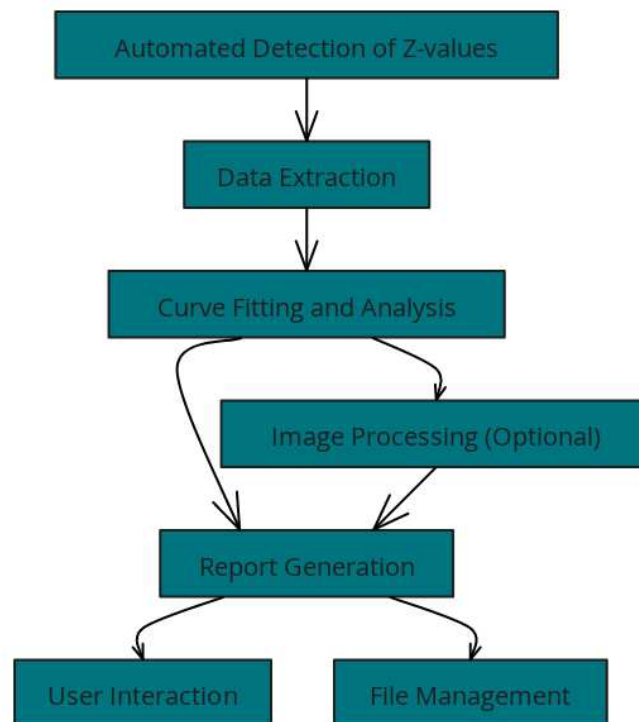 Automated Detection of Z-values
Data Extraction
Curve Fitting and Analysis
Image Processing (Optional)
Report Generation
User Interaction
File Management